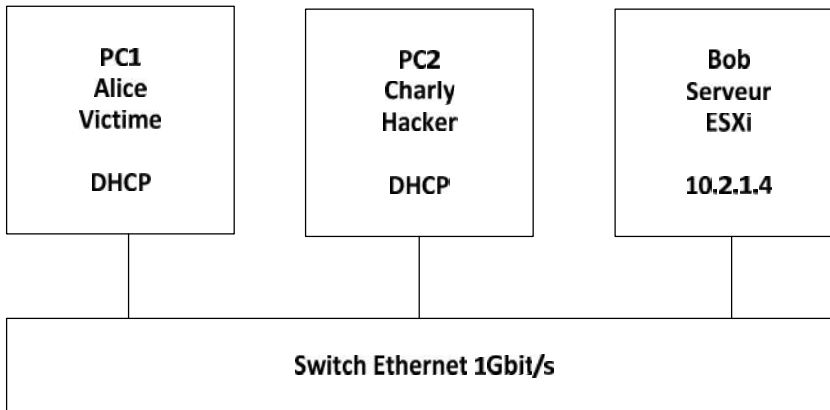 PC1
Alice
Victime
DHCP
PC2
Charly
Hacker
DHCP
Bob
Serveur
ESXi
10.2.1.4
Switch Ethernet 1Gbit/s